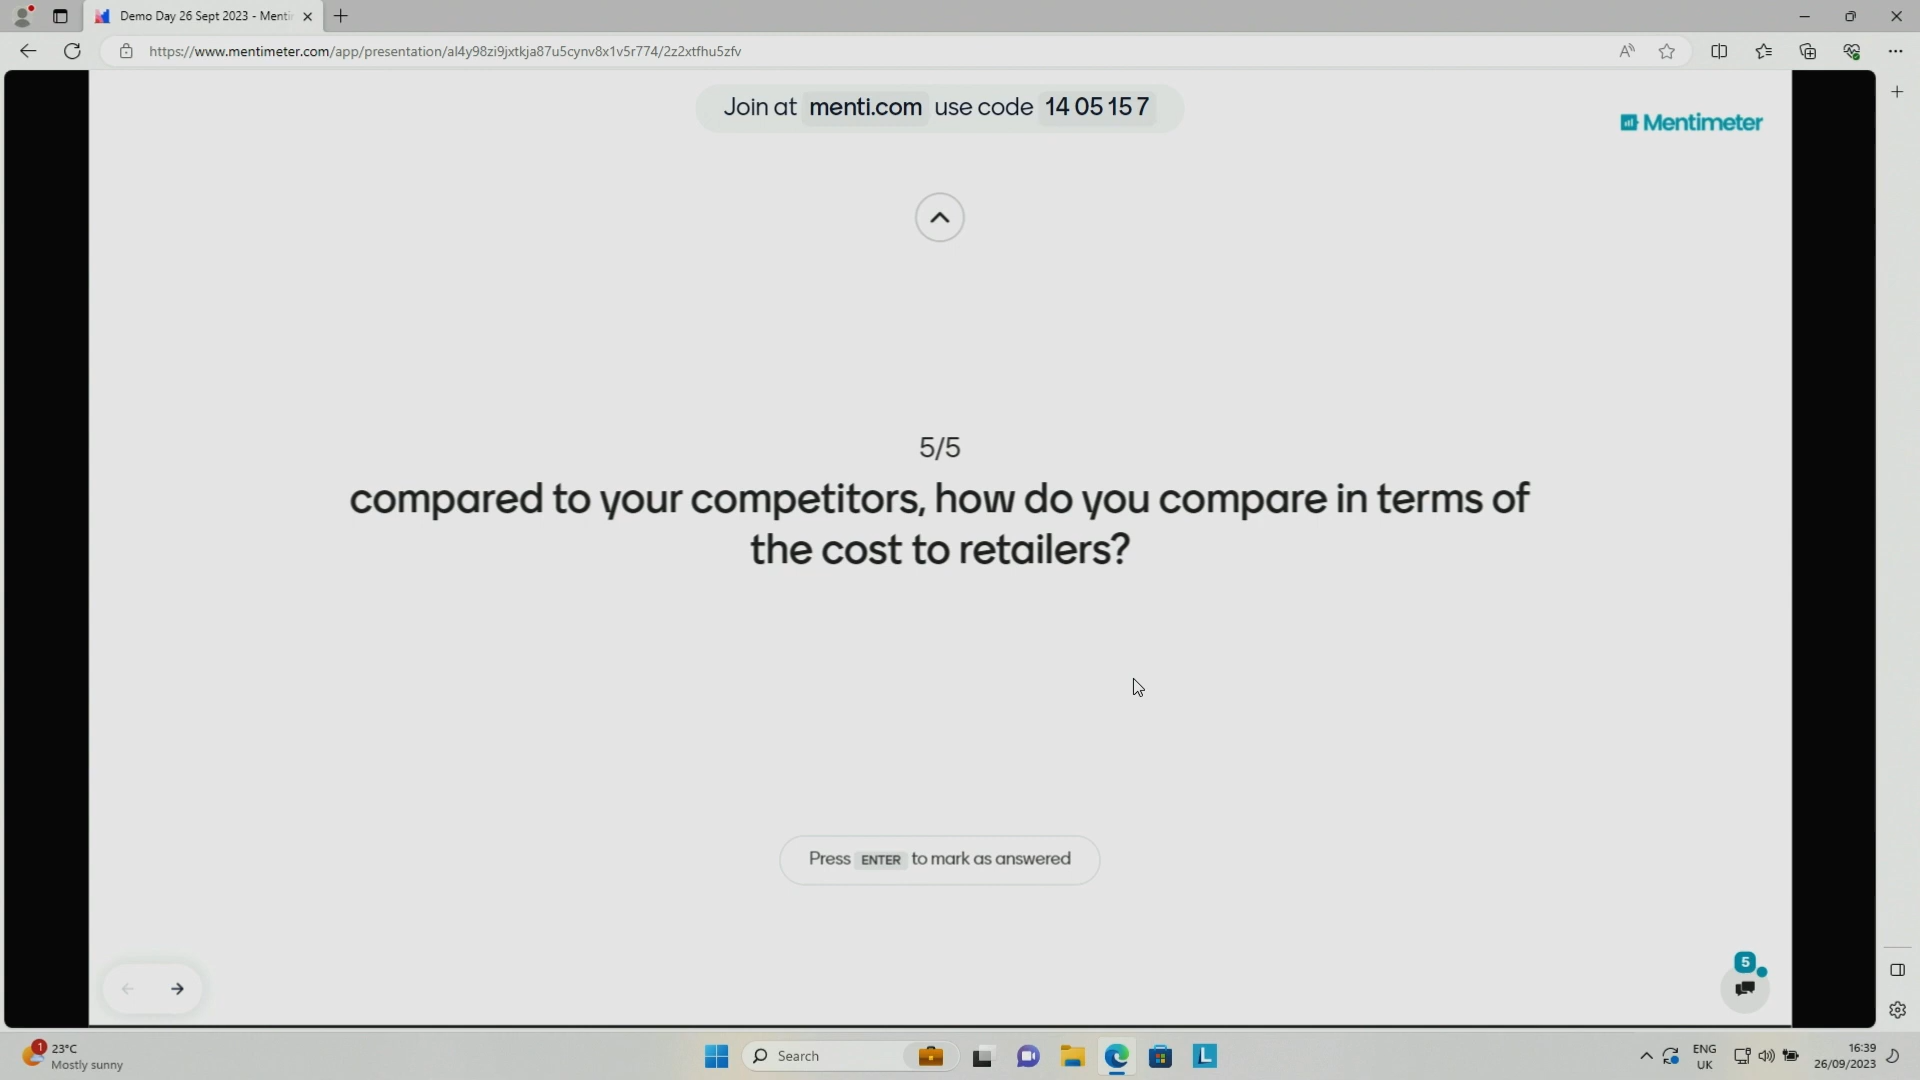 Demo Day 26 Sept 2023 - Menti
https://www.mentimeter.com/app/presentation/al4y98zi9jxtkja87u5cynv8x1v5r774/2z2xtfhu5zfv
Join at menti.com use code 14 05 15 7
Mentimeter
5/5
compared to your competitors, how do you compare in terms of
the cost to retailers?
Press ENTER to mark as answered
5
1
23°C
Mostly sunny
Search
L
ENG
UK
16:39
26/09/2023